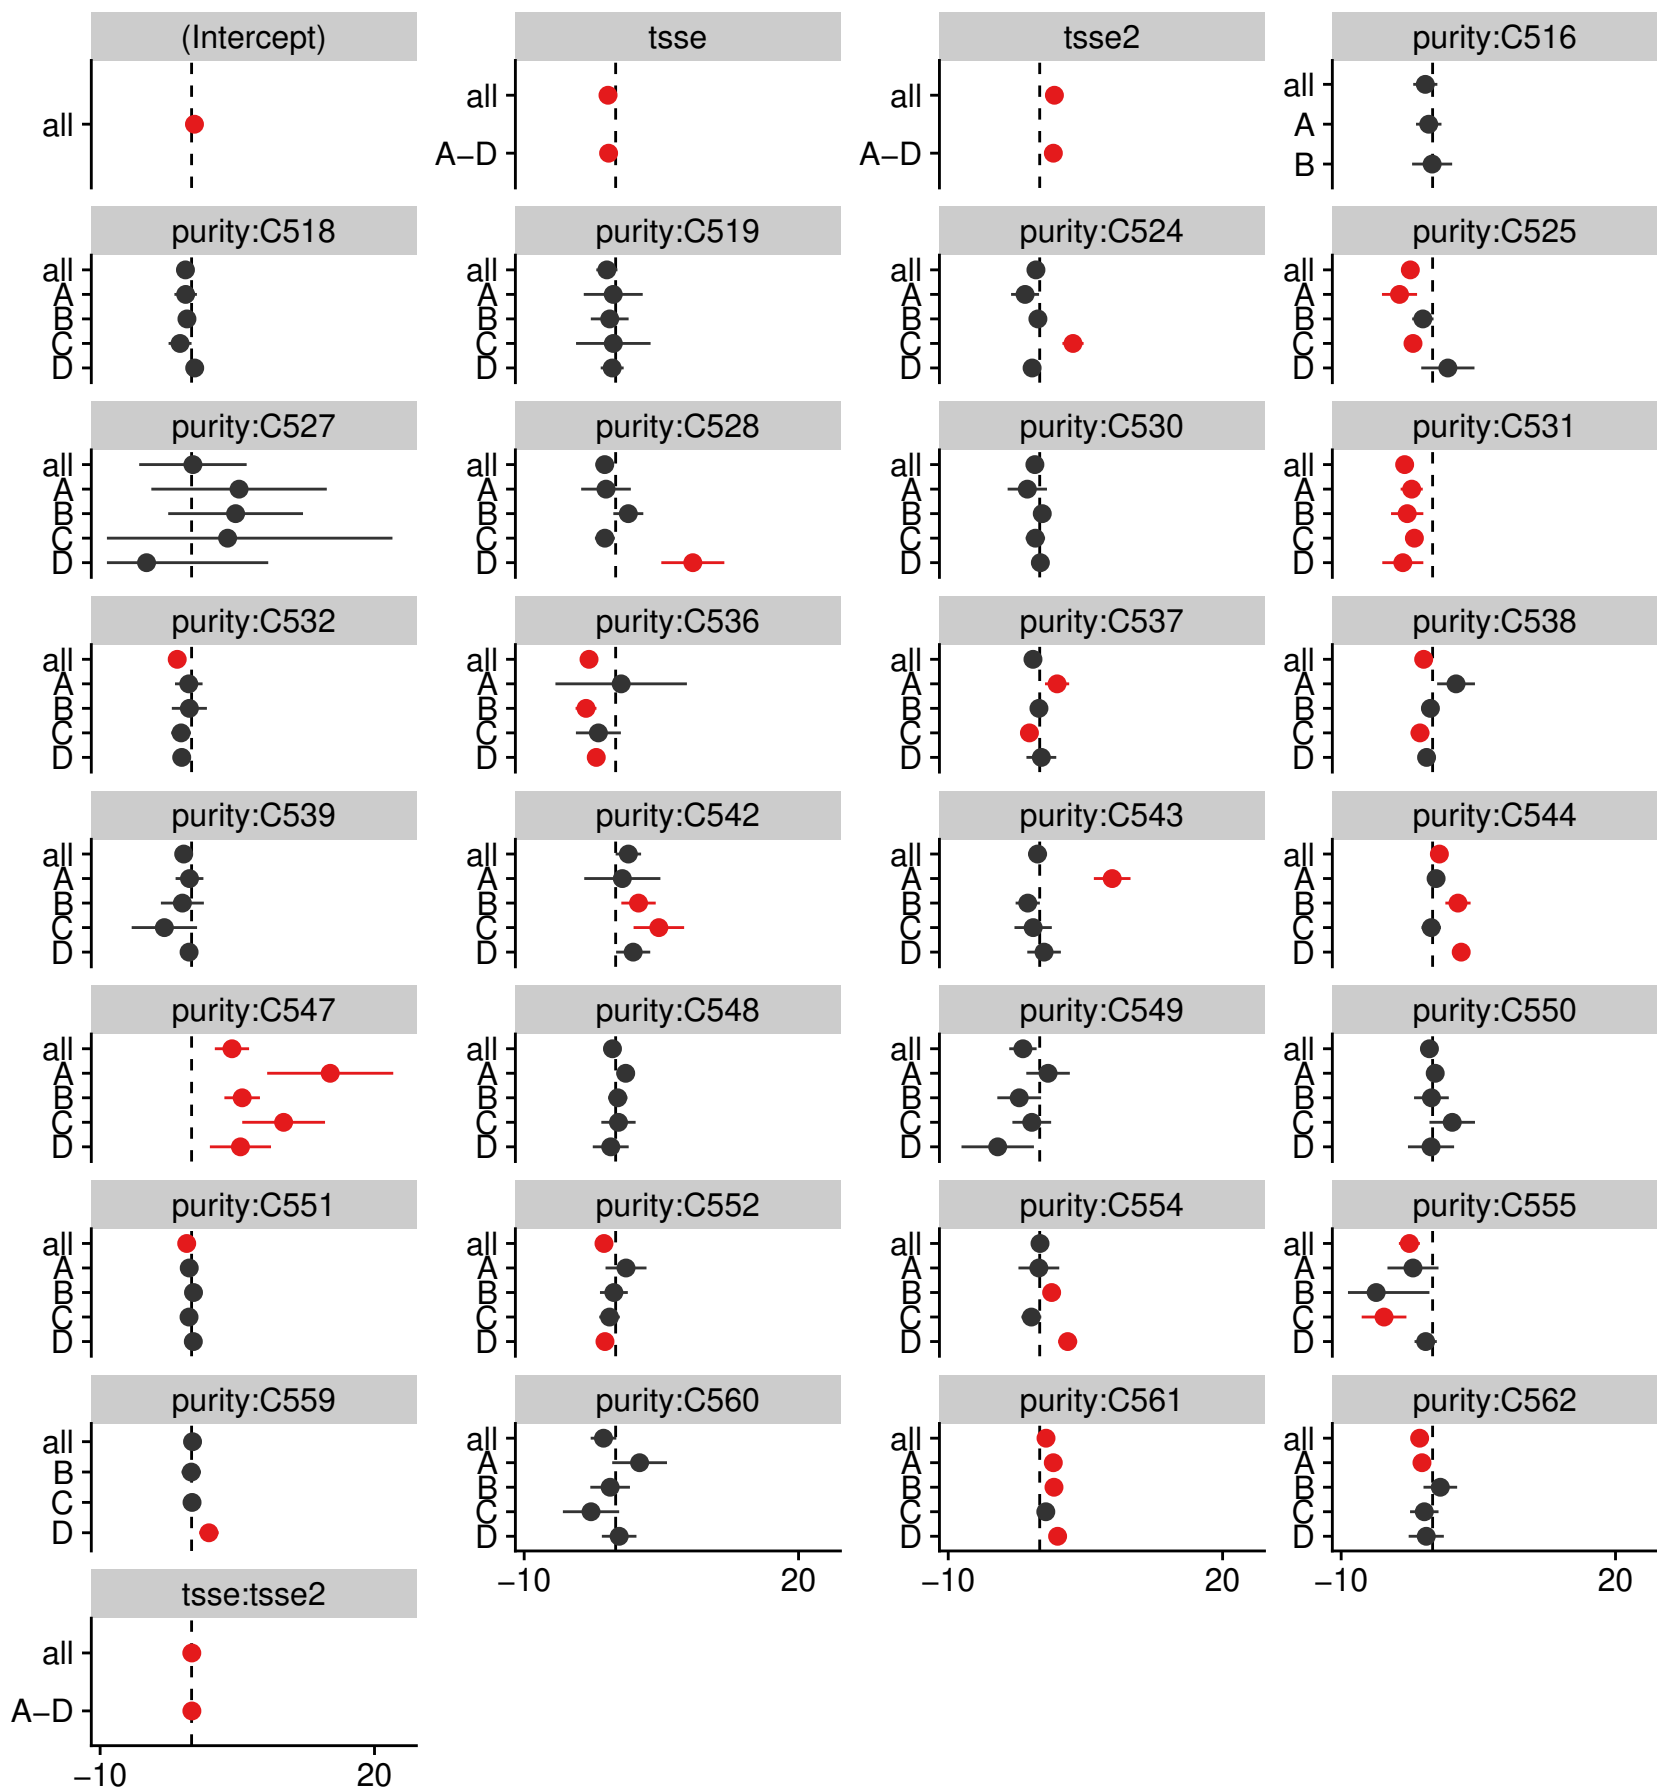 (Intercept) tsse tsse2 purity:C516
all
all
A–D
all
A–D
all
A
B
purity:C518 purity:C519 purity:C524 purity:C525
all all all all
A A A A
B B B B
C C C C
D D D D
purity:C527 purity:C528 purity:C530 purity:C531
all all all all
A A A A
B B B B
C C C C
D D D D
purity:C532 purity:C536 purity:C537 purity:C538
all all all all
A A A A
B B B B
C C C C
D D D D
purity:C539 purity:C542 purity:C543 purity:C544
all all all all
A A A A
B B B B
C C C C
D D D D
purity:C547 purity:C548 purity:C549 purity:C550
all all all all
A A A A
B B B B
C C C C
D D D D
purity:C551 purity:C552 purity:C554 purity:C555
all all all all
A A A A
B B B B
C C C C
D D D D
purity:C559 purity:C560 purity:C561 purity:C562
all
B
C
D
all all all
A A A
B B B
C C C
D D D
−10 20 −10 20 −10 20
tsse:tsse2
all
A–D
−10 20